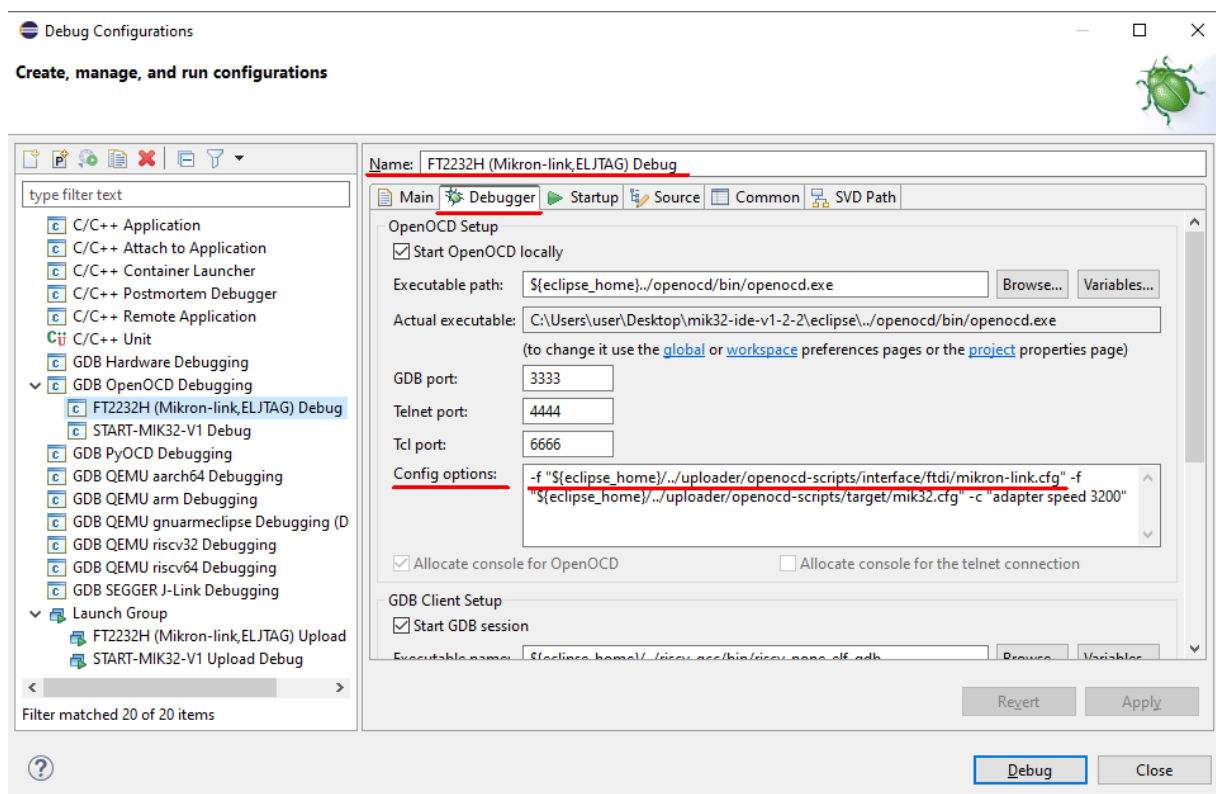 Debug Configurations
Create, manage, and run configurations
type filter text
C/C++ Application
C/C++ Attach to Application
C/C++ Container Launcher
C/C++ Postmortem Debugger
C/C++ Remote Application
C/C++ Unit
GDB Hardware Debugging
GDB OpenOCD Debugging
FT2232H (Mikron-link,ELJTAG) Debug
START-MIK32-V1 Debug
GDB PyOCD Debugging
GDB QEMU aarch64 Debugging
GDB QEMU arm Debugging
GDB QEMU gnuarmeclipse Debugging (D
GDB QEMU riscv32 Debugging
GDB QEMU riscv64 Debugging
GDB SEGGER J-Link Debugging
Launch Group
FT2232H (Mikron-link,ELJTAG) Upload
START-MIK32-V1 Upload Debug
Filter matched 20 of 20 items
Name: FT2232H (Mikron-link,ELJTAG) Debug
Main Debugger Startup Source Common SVD Path
OpenOCD Setup
Start OpenOCD locally
Executable path: ${eclipse_home}../openocd/bin/openocd.exe Browse... Variables...
Actual executable: C:\Users\user\Desktop\mik32-ide-v1-2-2\eclipse\../openocd/bin/openocd.exe
(to change it use the global or workspace preferences pages or the project properties page)
GDB port: 3333
Telnet port: 4444
Tcl port: 6666
Config options: -f "${eclipse_home}/../uploader/openocd-scripts/interface/ftdi/mikron-link.cfg" -f
"${eclipse_home}/../uploader/openocd-scripts/target/mik32.cfg" -c "adapter speed 3200"
Allocate console for OpenOCD Allocate console for the telnet connection
GDB Client Setup
Start GDB session
Revert Apply
Debug Close